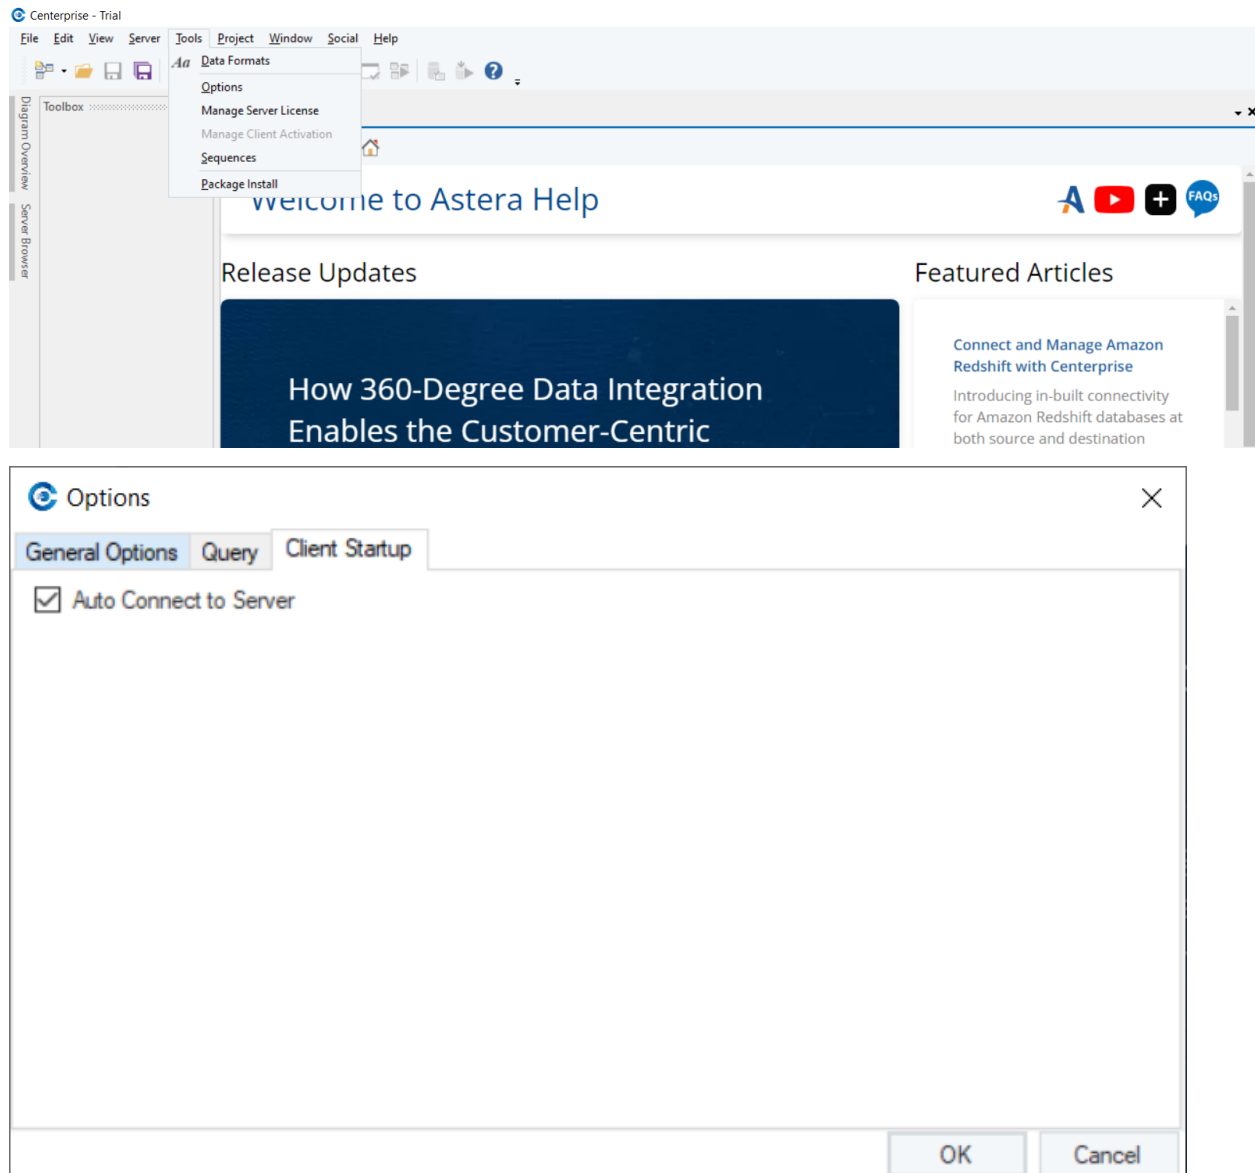 Centerprise - Trial
File Edit View Server Tools Project Window Social Help
Aa Data Formats
Options
Manage Server License
Manage Client Activation
Sequences
Package Install
Toolbox
Diagram Overview
Server Browser
Welcome to Astera Help
FAQs
Release Updates
How 360-Degree Data Integration
Enables the Customer-Centric
Featured Articles
Connect and Manage Amazon
Redshift with Centerprise
Introducing in-built connectivity
for Amazon Redshift databases at
both source and destination
Options
General Options Query Client Startup
Auto Connect to Server
OK Cancel